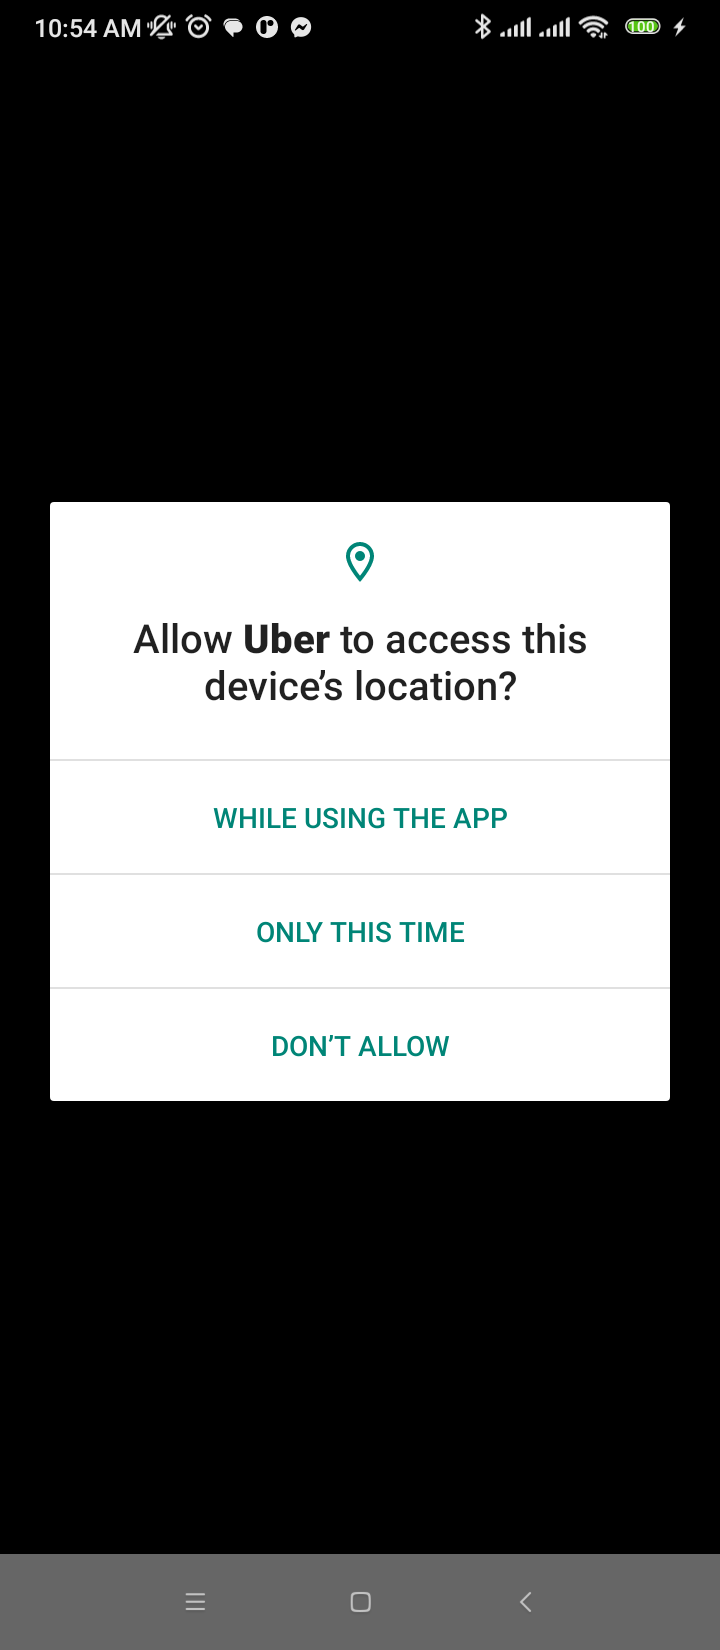 10:54 AM
100
Allow Uber to access this
device’s location?
WHILE USING THE APP
ONLY THIS TIME
DON’T ALLOW